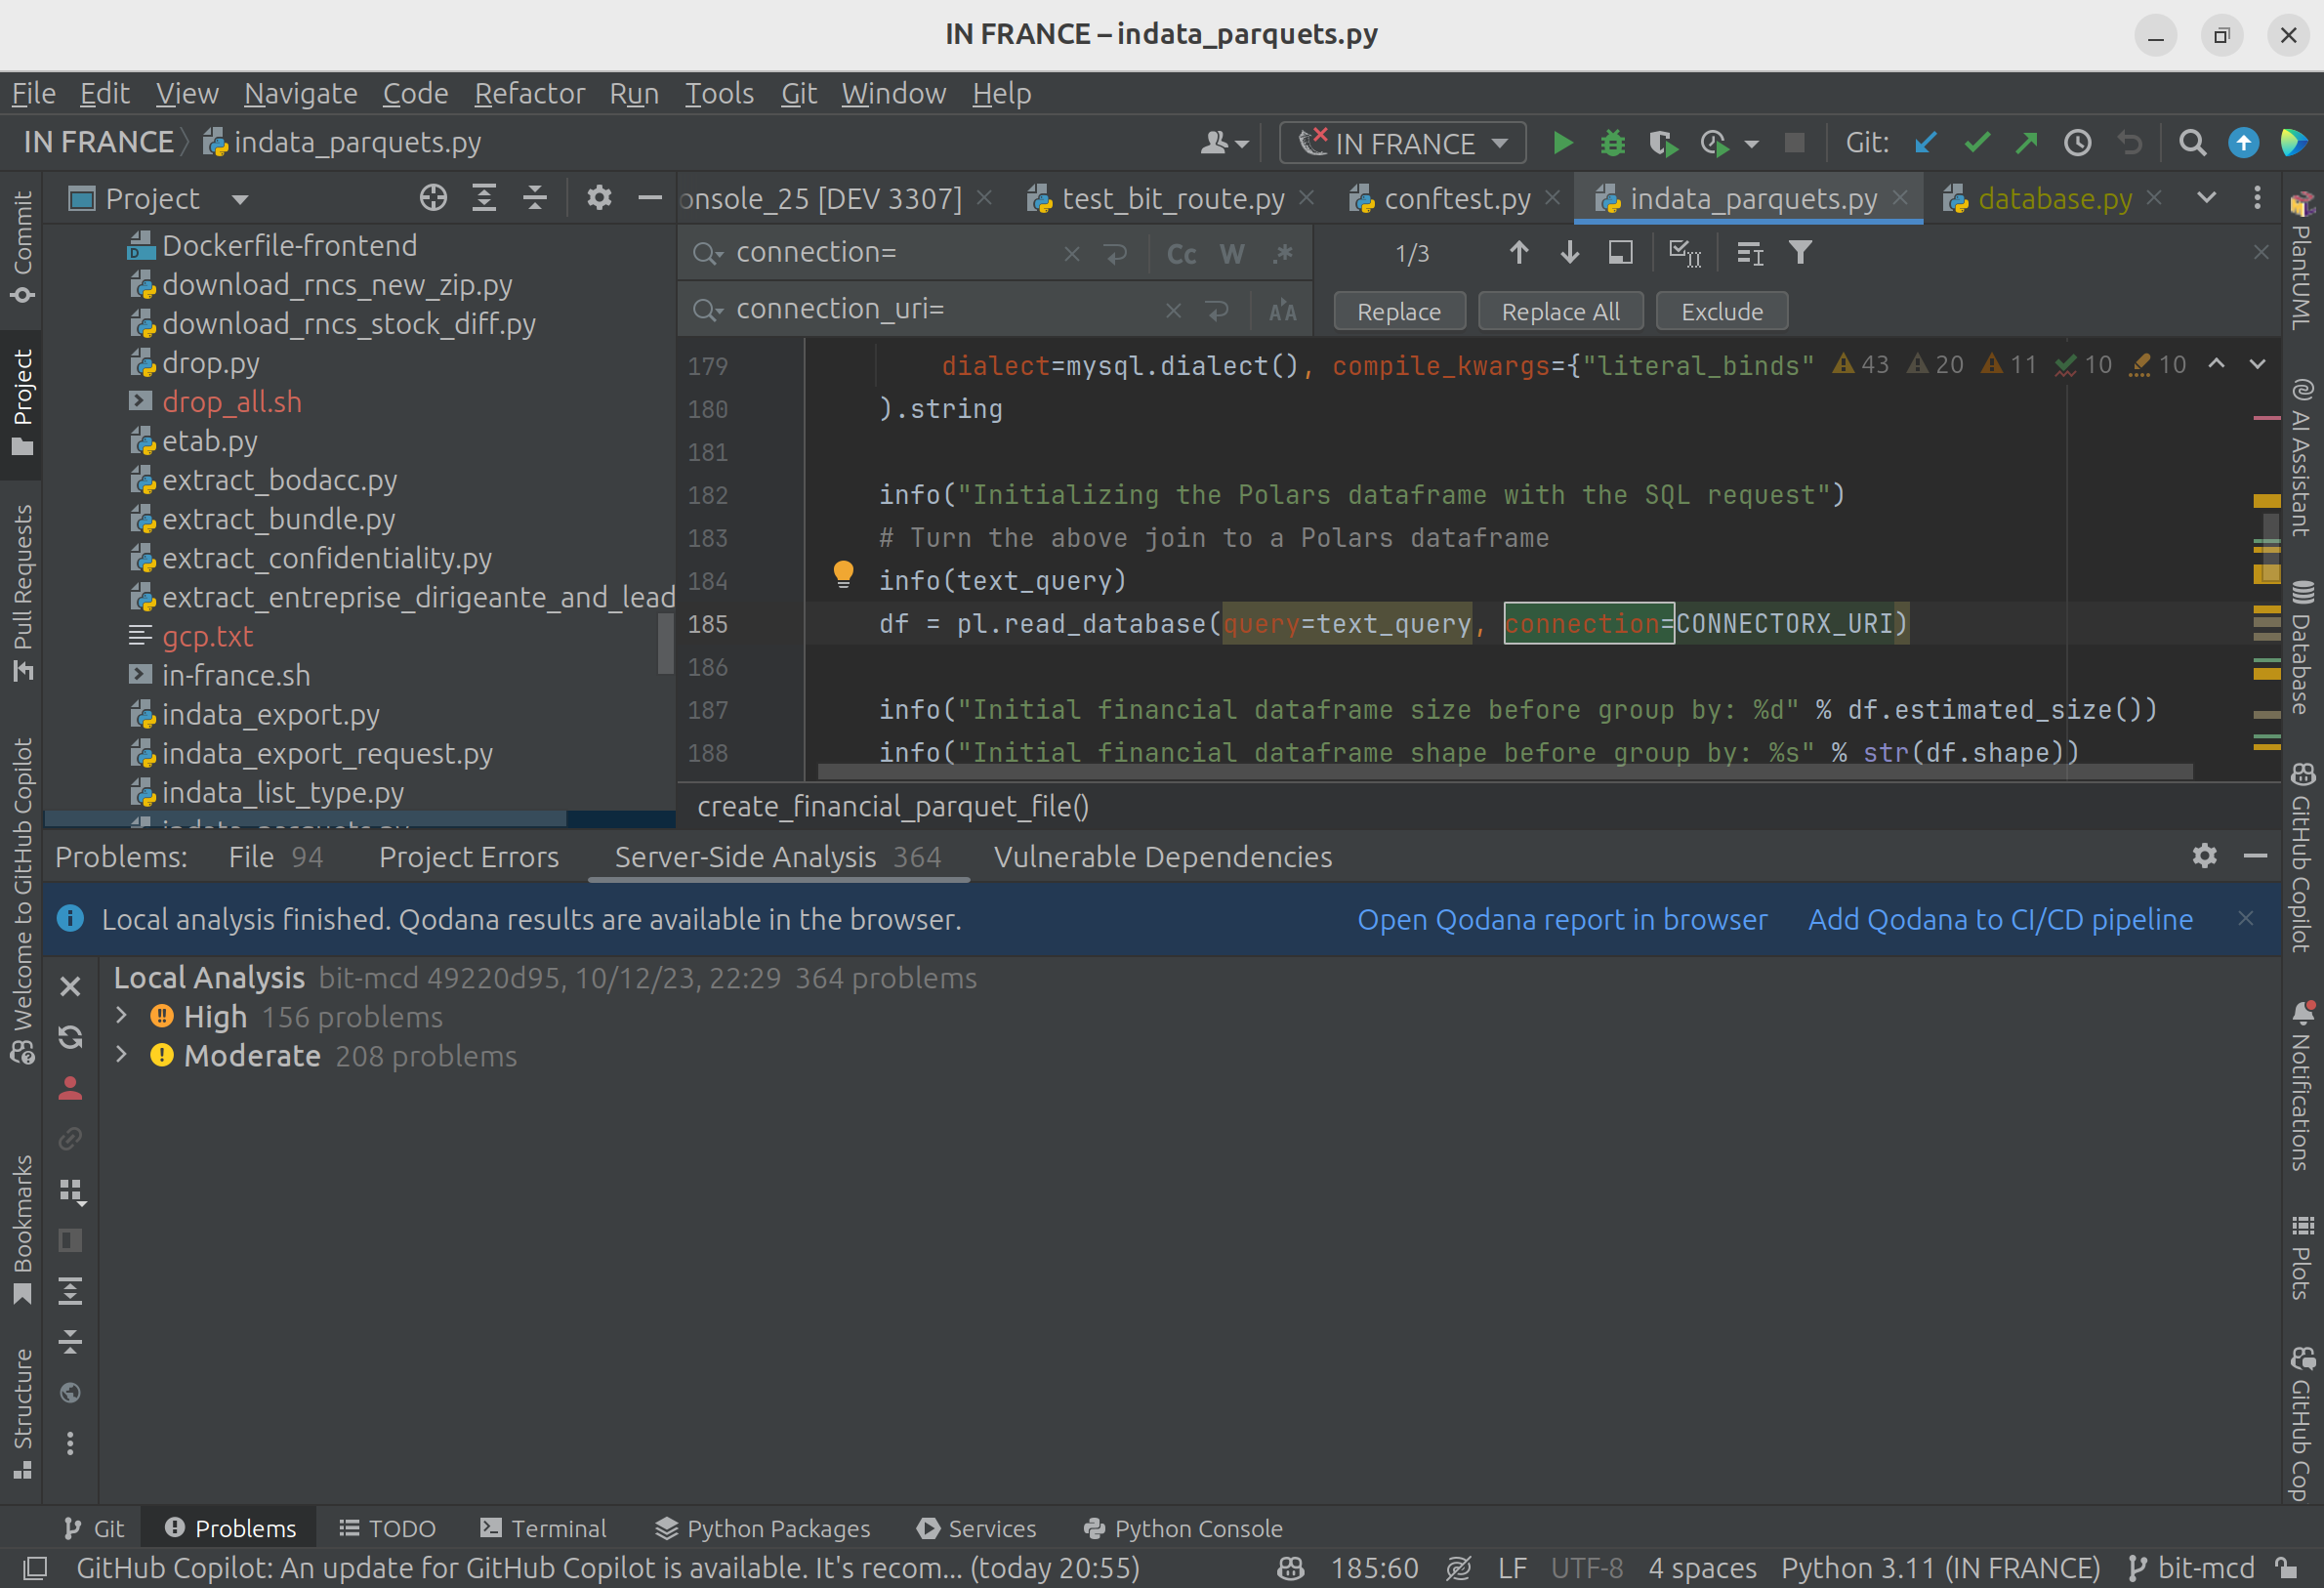 IN FRANCE – indata_parquets.py
File Edit View Navigate Code Refactor Run Tools Git Window Help
IN FRANCE indata_parquets.py IN FRANCE Git:
Project
onsole_25 [DEV 3307] test_bit_route.py conftest.py indata_parquets.py database.py
Dockerfile-frontend
download_rncs_new_zip.py
download_rncs_stock_diff.py
drop.py
drop_all.sh
etab.py
extract_bodacc.py
extract_bundle.py
extract_confidentiality.py
extract_entreprise_dirigeante_and_lead
gcp.txt
in-france.sh
indata_export.py
indata_export_request.py
indata_list_type.py
indata_parquets.py
connection= Cc W .* 1/3
connection_uri= Replace Replace All Exclude
179 dialect=mysql.dialect(), compile_kwargs={"literal_binds" 43 20 11 10 10
180 ).string
181
182 info("Initializing the Polars dataframe with the SQL request")
183 # Turn the above join to a Polars dataframe
184 info(text_query)
185 df = pl.read_database(query=text_query, connection=CONNECTORX_URI)
186
187 info("Initial financial dataframe size before group by: %d" % df.estimated_size())
188 info("Initial financial dataframe shape before group by: %s" % str(df.shape))
create_financial_parquet_file()
Problems: File 94 Project Errors Server-Side Analysis 364 Vulnerable Dependencies
Local analysis finished. Qodana results are available in the browser. Open Qodana report in browser Add Qodana to CI/CD pipeline
Local Analysis bit-mcd 49220d95, 10/12/23, 22:29 364 problems
High 156 problems
Moderate 208 problems
Commit
Project
Pull Requests
Welcome to GitHub Copilot
Bookmarks
Structure
PlantUML
AI Assistant
Database
GitHub Copilot
Notifications
Plots
GitHub Cop
Git Problems TODO Terminal Python Packages Services Python Console
GitHub Copilot: An update for GitHub Copilot is available. It's recom... (today 20:55) 185:60 LF UTF-8 4 spaces Python 3.11 (IN FRANCE) bit-mcd